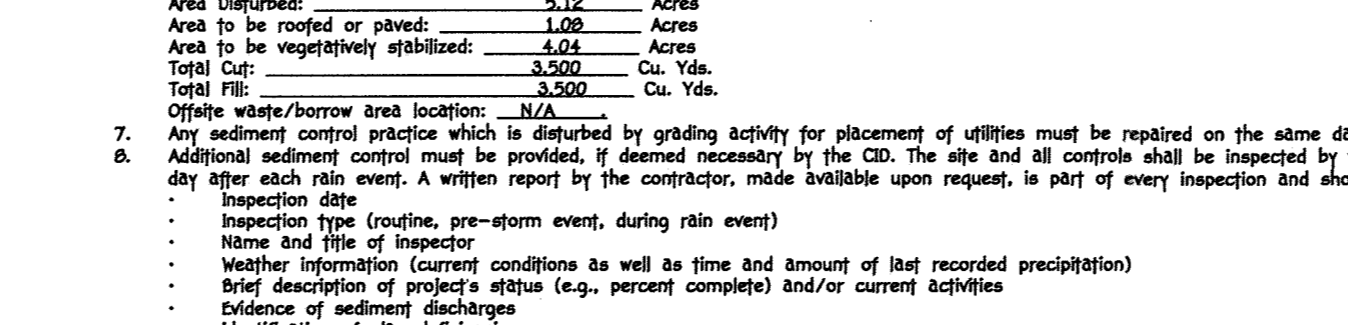 Area Disturbed: 5.12 Acres
Area to be roofed or paved: 1.08 Acres
Area to be vegetatively stabilized: 4.04 Acres
Total Cut: 3,500 Cu. Yds.
Total Fill: 3,500 Cu. Yds.
Offsite waste/borrow area location: N/A .
7. Any sediment control practice which is disturbed by grading activity for placement of utilities must be repaired on the same
8. Additional sediment control must be provided, if deemed necessary by the CID. The site and all controls shall be inspected by
day after each rain event. A written report by the contractor, made available upon request, is part of every inspection and
• Inspection date
• Inspection type (routine, pre-storm event, during rain event)
• Name and title of inspector
• Weather information (current conditions as well as time and amount of last recorded precipitation)
• Brief description of project's status (e.g., percent complete) and/or current activities
• Evidence of sediment discharges